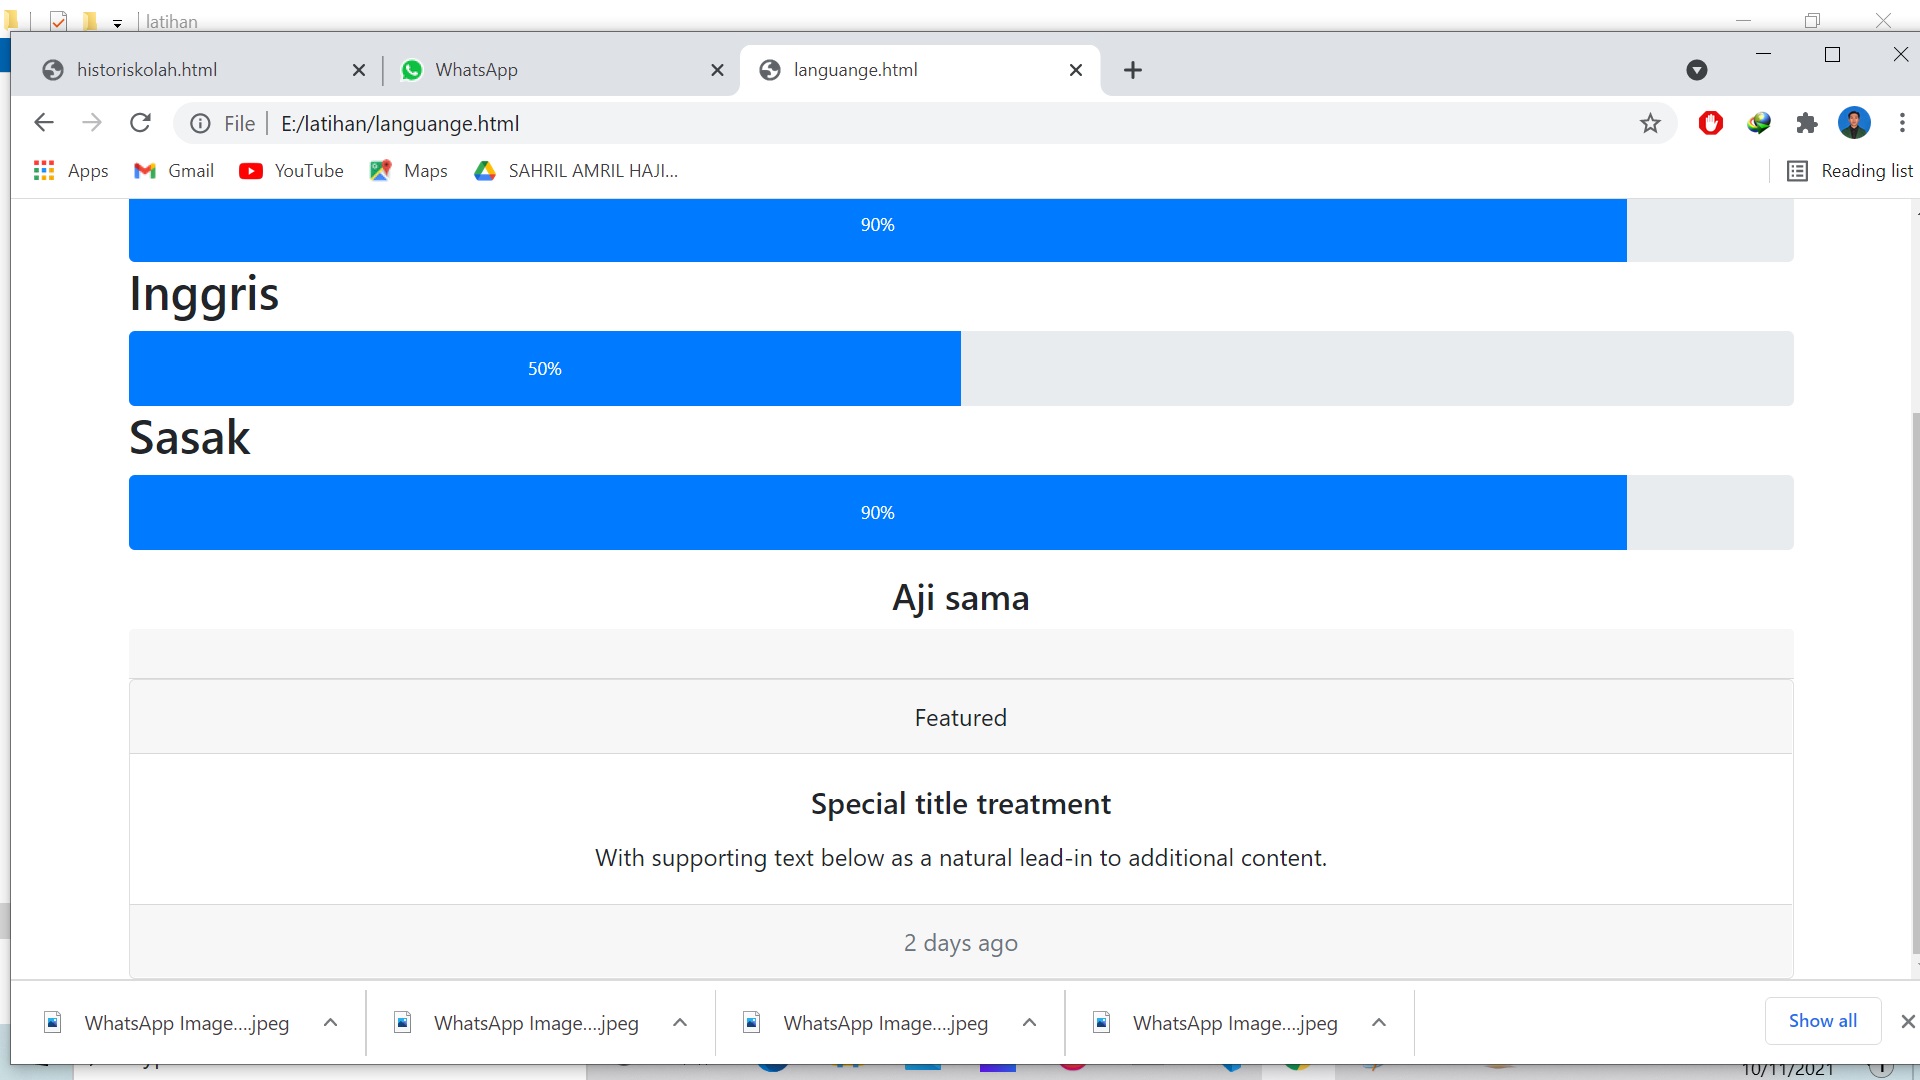 latihan
historiskolah.html
WhatsApp
languange.html
File
E:/latihan/languange.html
Apps
Gmail
YouTube
Maps
SAHRIL AMRIL HAJI...
Reading list
90%
Inggris
50%
Sasak
90%
Aji sama
Featured
Special title treatment
With supporting text below as a natural lead-in to additional content.
2 days ago
WhatsApp Image....jpeg
WhatsApp Image....jpeg
WhatsApp Image....jpeg
WhatsApp Image....jpeg
Show all
10/11/2021